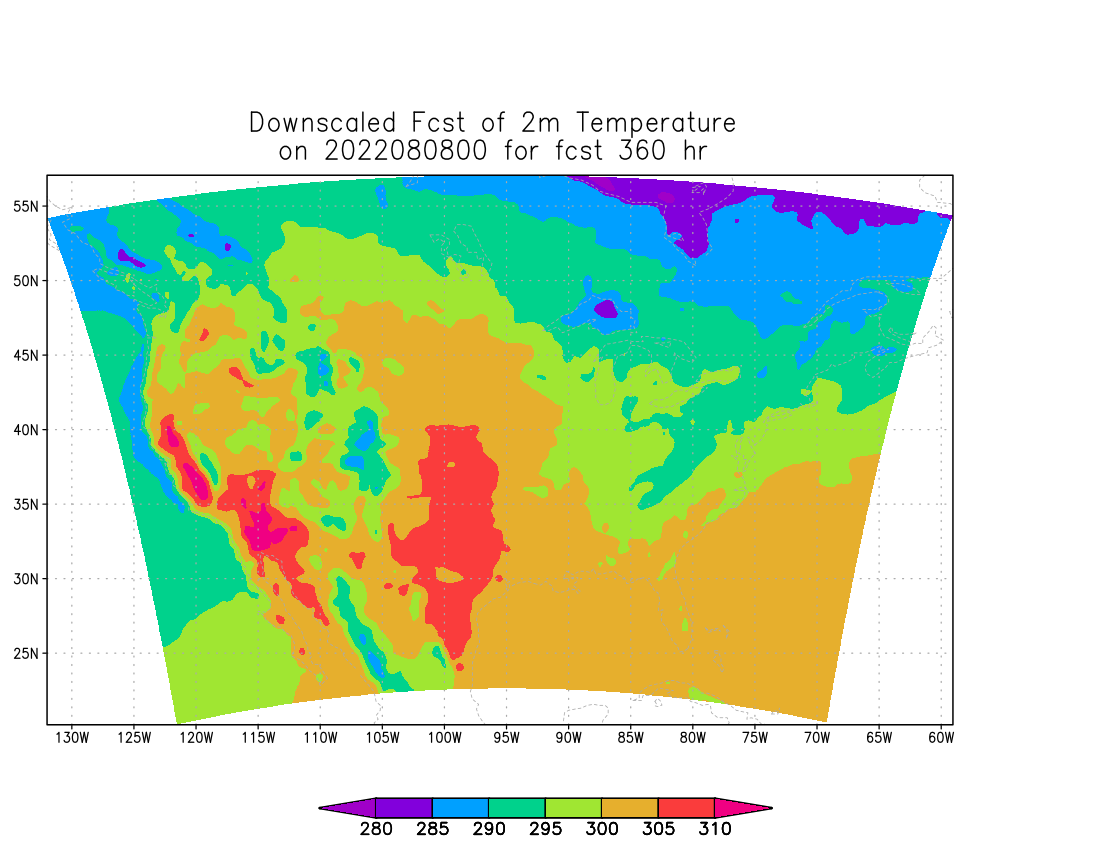 Downscaled Fcst of 2m Temperature
on 2022080800 for fcst 360 hr
55N
50N
45N
40N
35N
30N
25N
130W 125W 120W 115W 110W 105W 100W 95W 90W 85W 80W 75W 70W 65W 60W
280 285 290 295 300 305 310